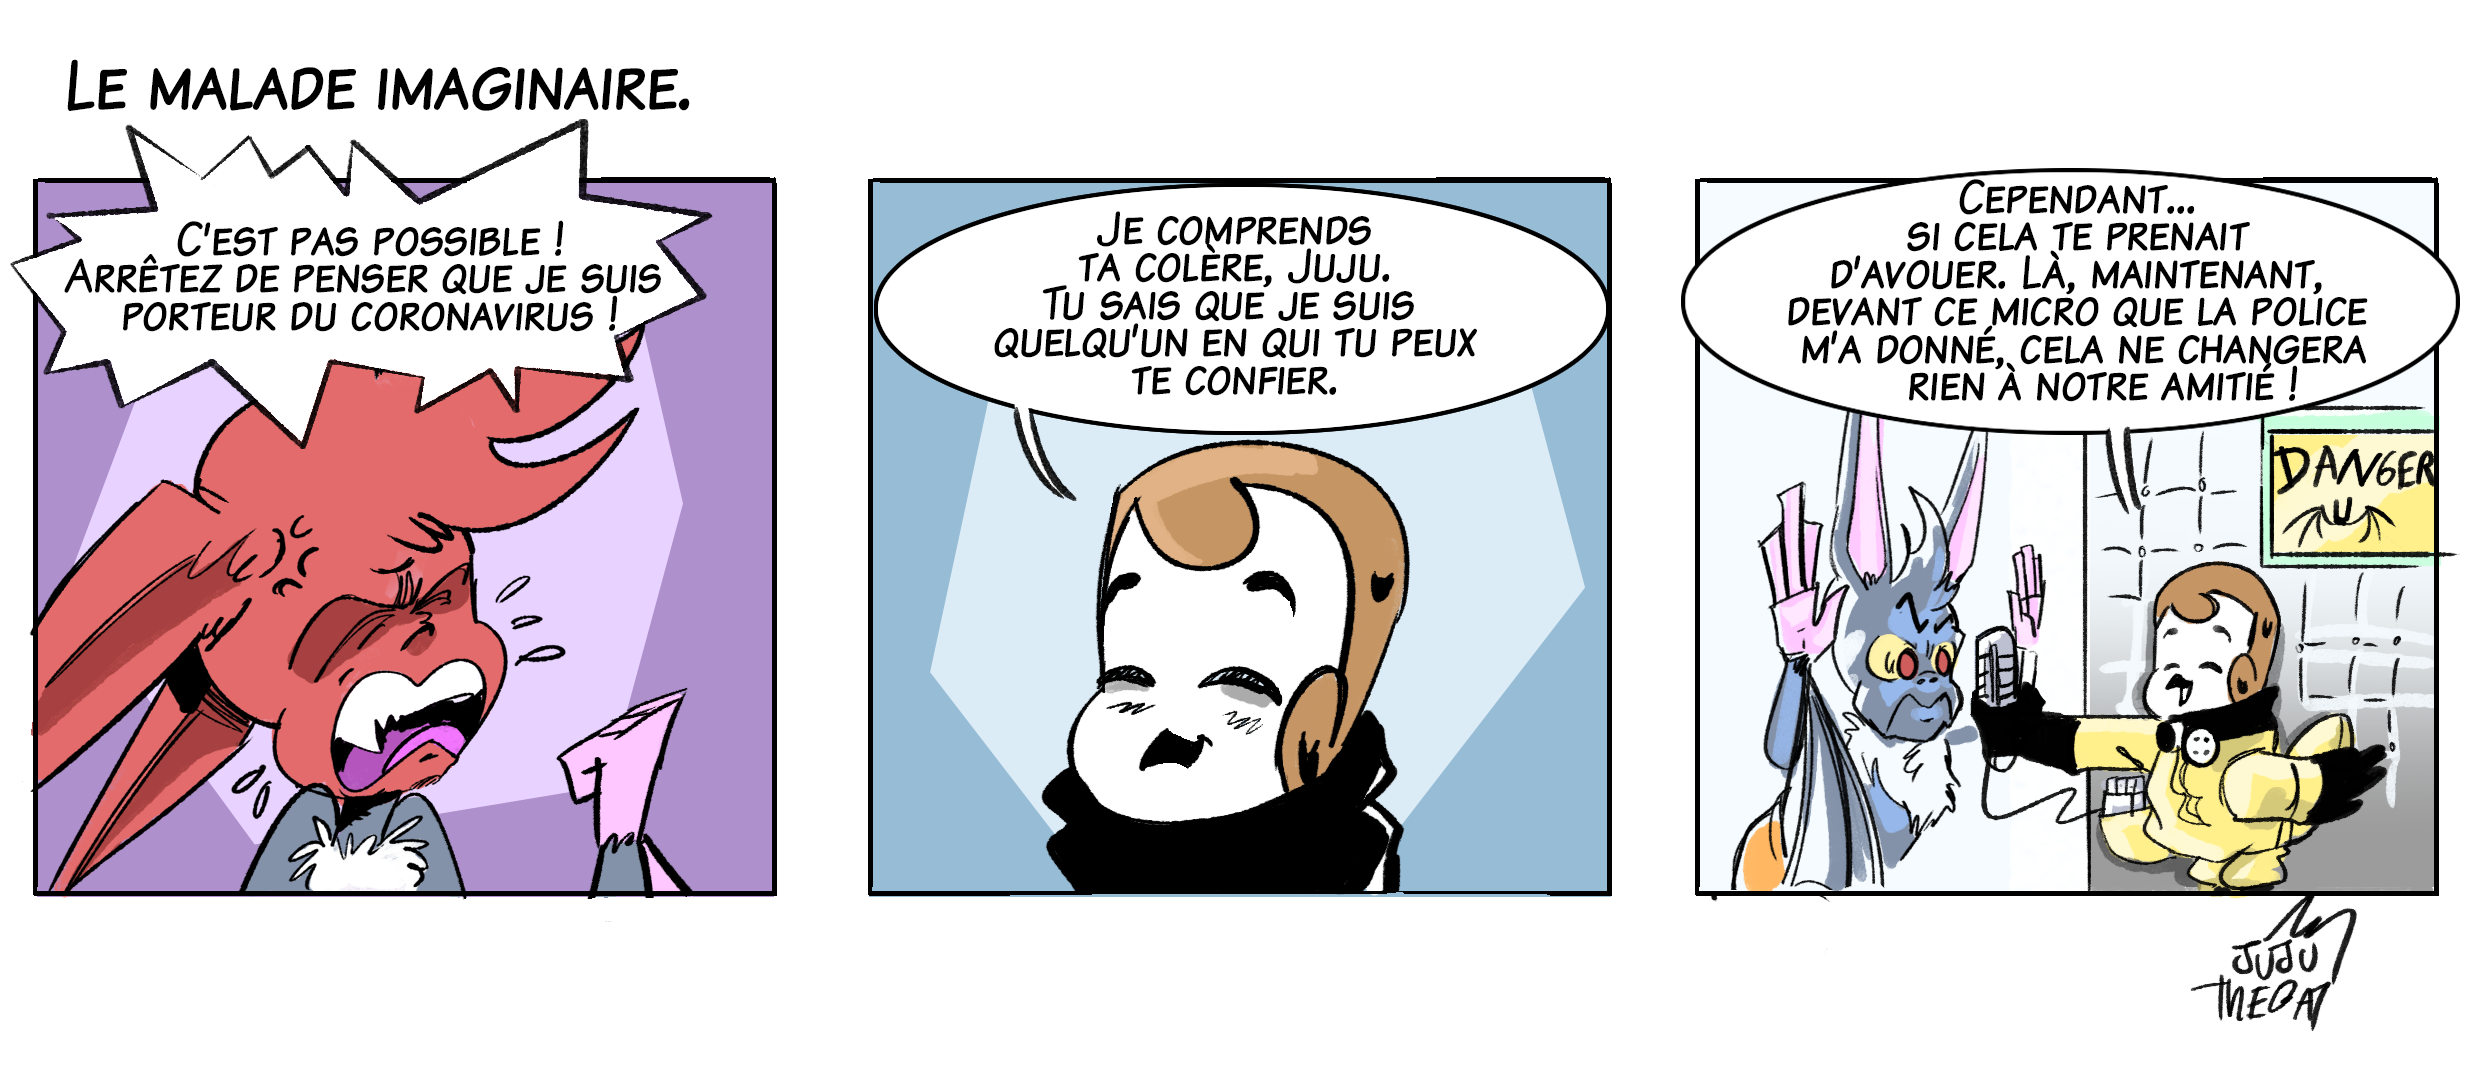 LE MALADE IMAGINAIRE.
C'EST PAS POSSIBLE !
ARRÊTEZ DE PENSER QUE JE SUIS
PORTEUR DU CORONAVIRUS !
JE COMPRENDS
TA COLÈRE, JUJU.
TU SAIS QUE JE SUIS
QUELQU'UN EN QUI TU PEUX
TE CONFIER.
CEPENDANT...
SI CELA TE PRENAIT
D'AVOUER. LÀ, MAINTENANT,
DEVANT CE MICRO QUE LA POLICE
M'A DONNÉ, CELA NE CHANGERA
RIEN À NOTRE AMITIÉ !
DANGER
JUJU
THEBAT